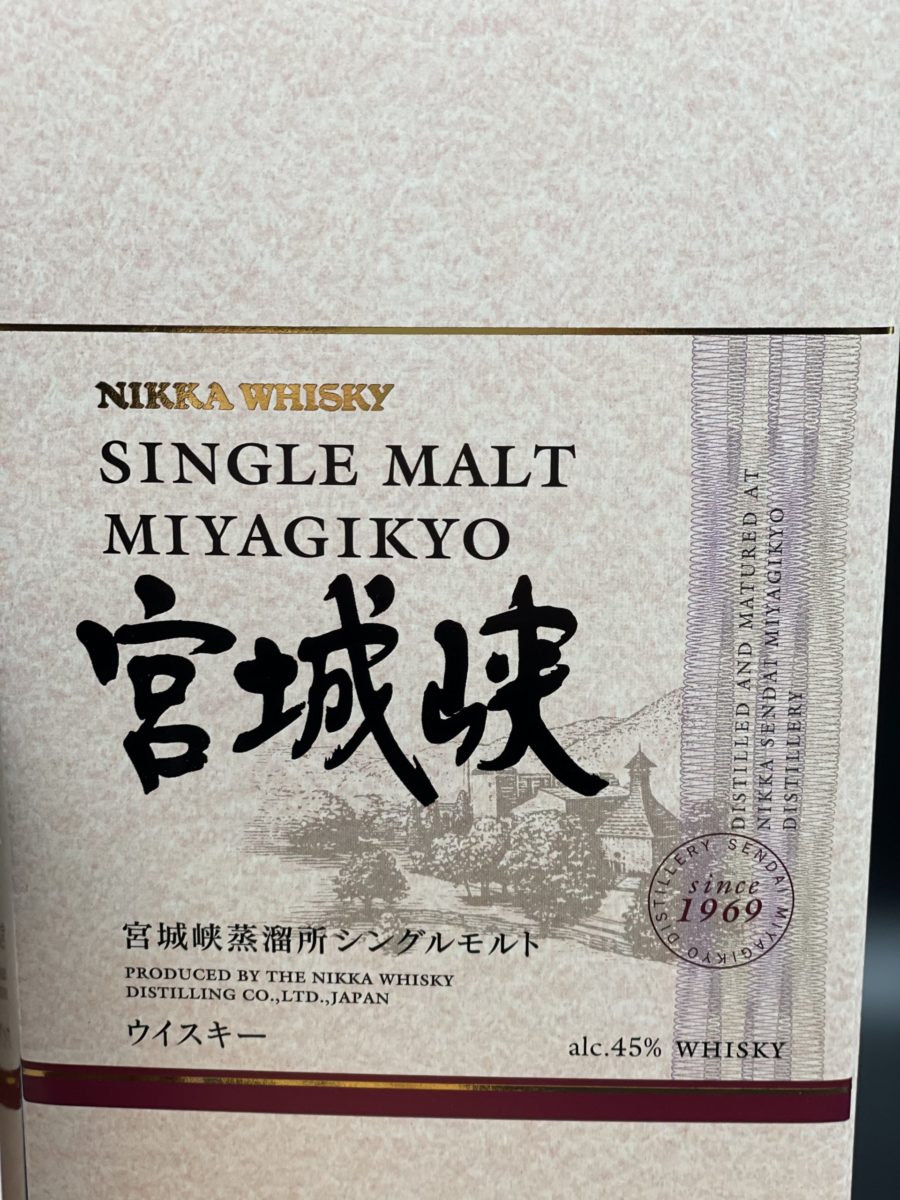 NIKKA WHISKY
SINGLE MALT
MIYAGIKYO
宮城峡
DISTILLED AND MATURED AT
NIKKA SENDAI MIYAGIKYO
DISTILLERY
SENDAI MIYAGIKYO DISTILLERY
since
1969
宮城峡蒸溜所シングルモルト
PRODUCED BY THE NIKKA WHISKY
DISTILLING CO.,LTD.,JAPAN
ウイスキー
alc.45% WHISKY